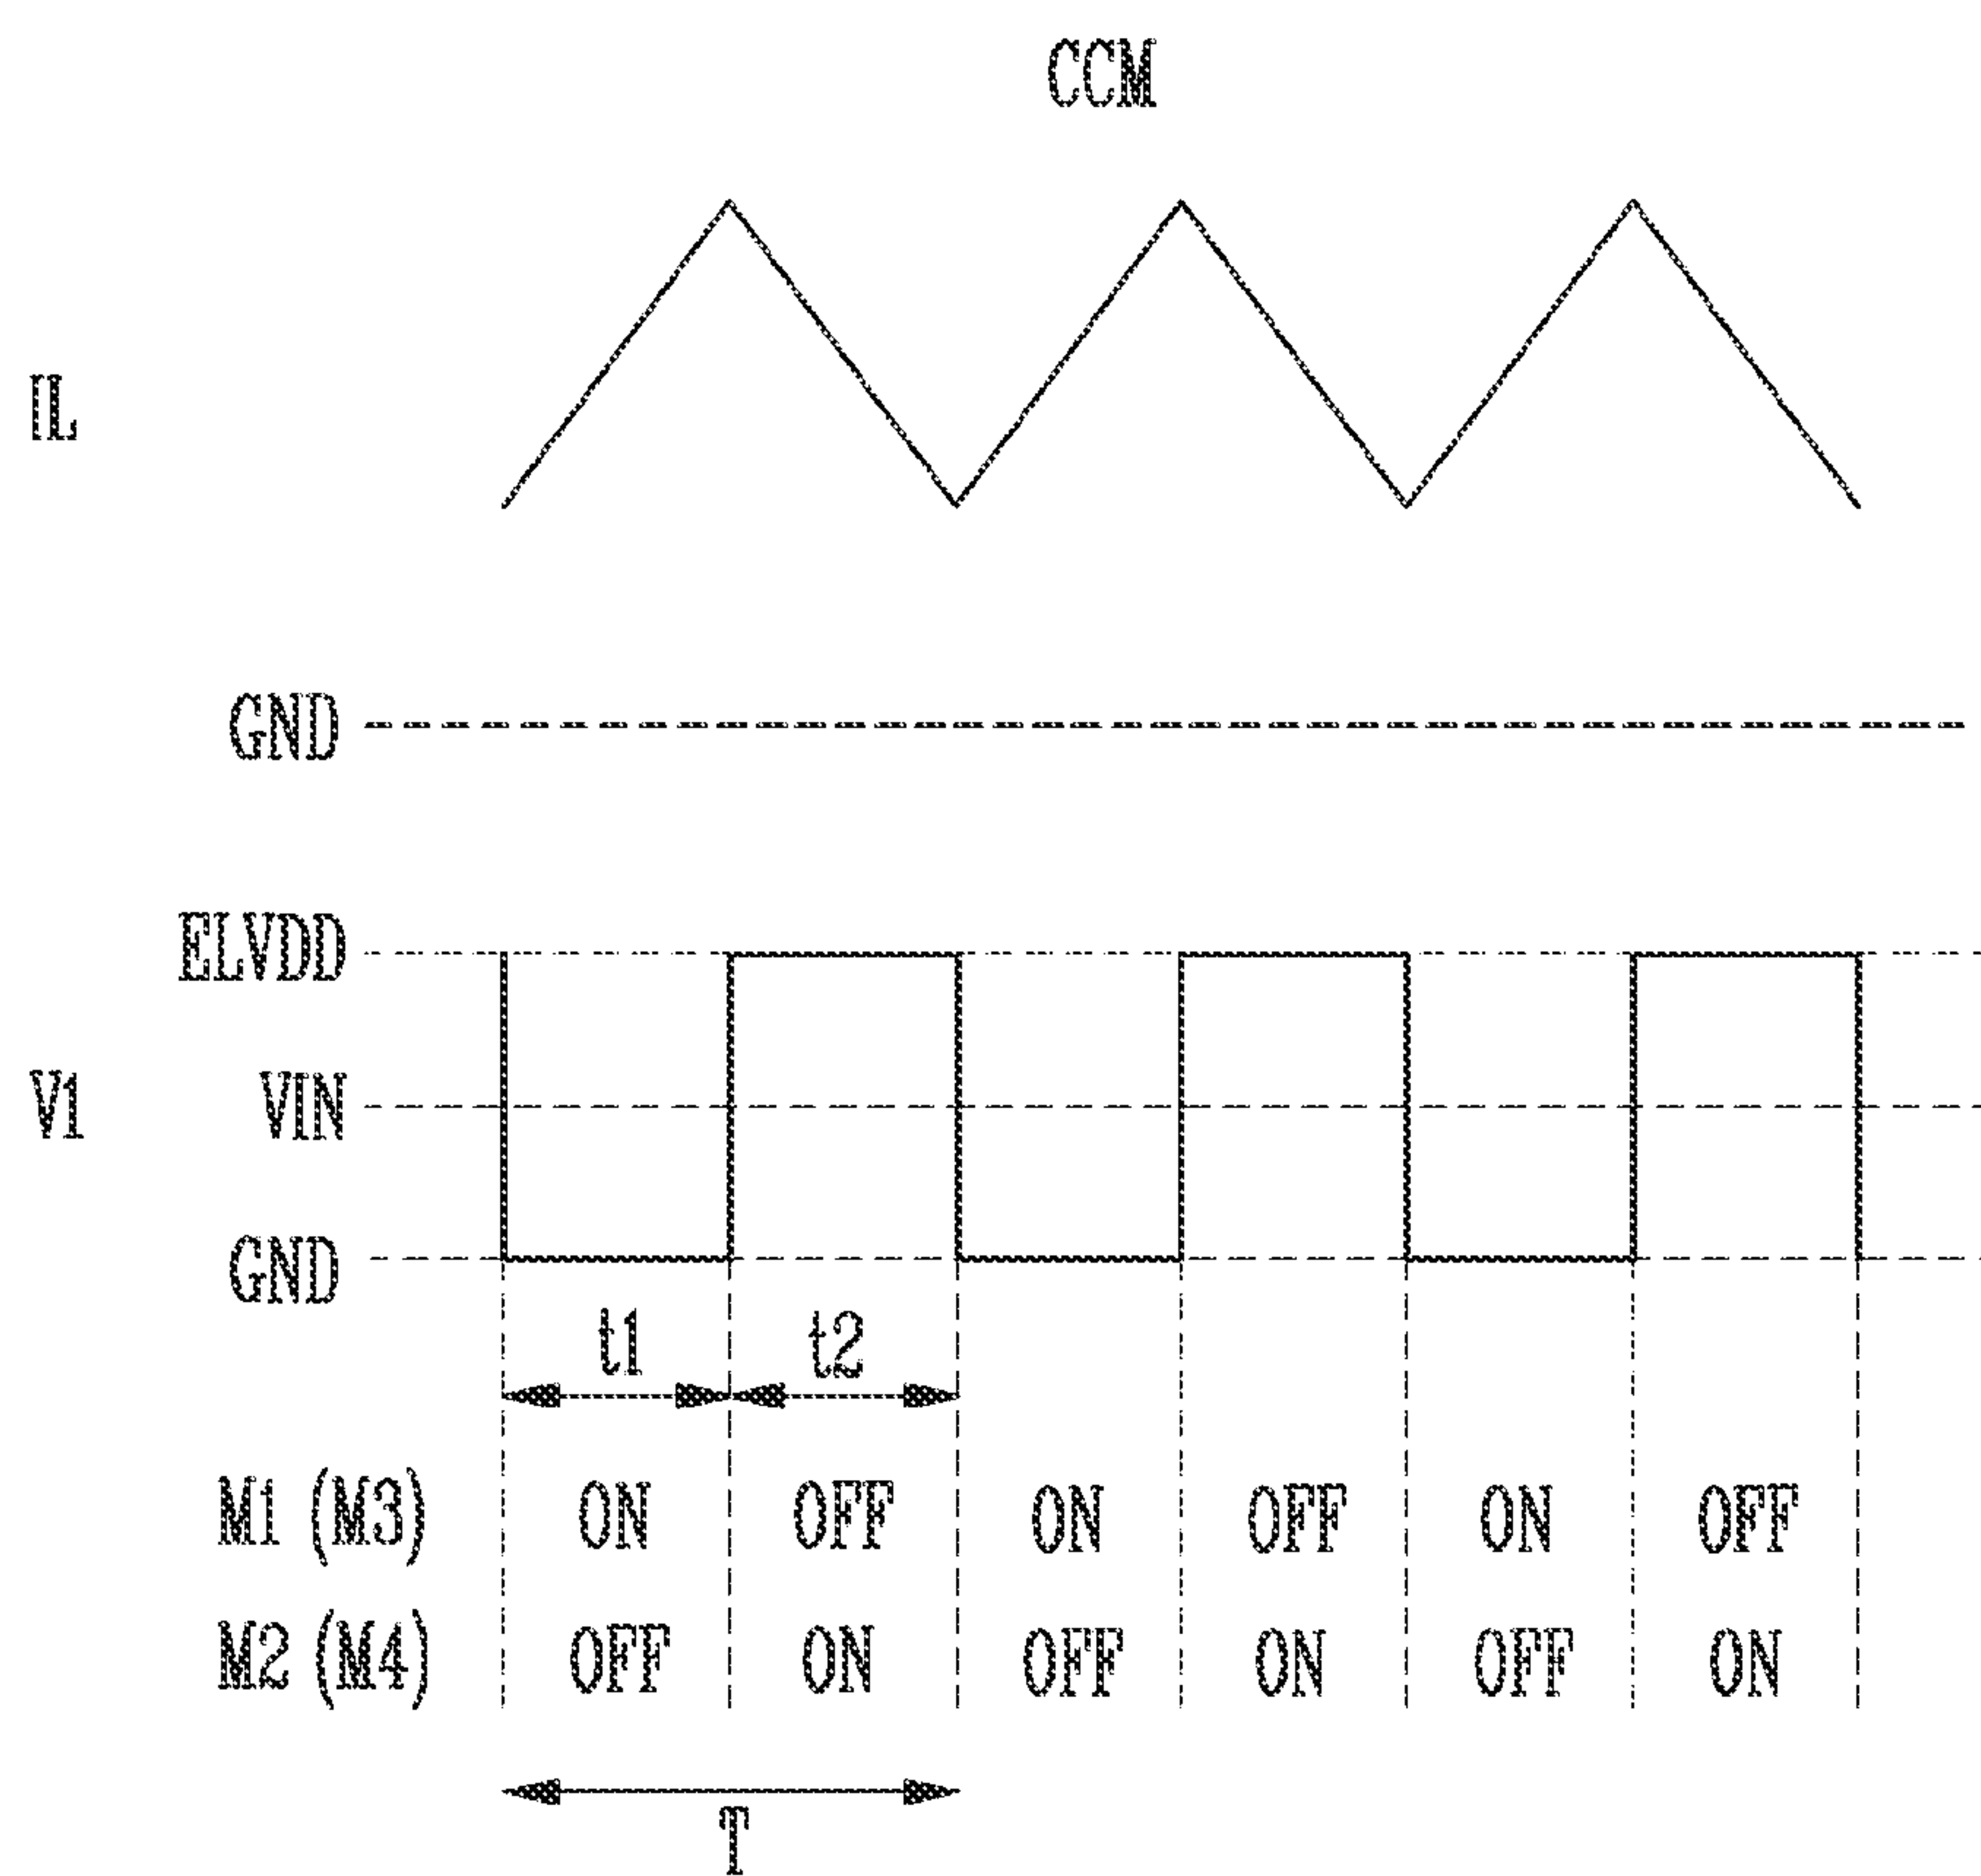 CCM
IL
GND
ELVDD
V1 VIN
GND
t1 t2
M1 (M3) ON OFF ON OFF ON OFF
M2 (M4) OFF ON OFF ON OFF ON
T